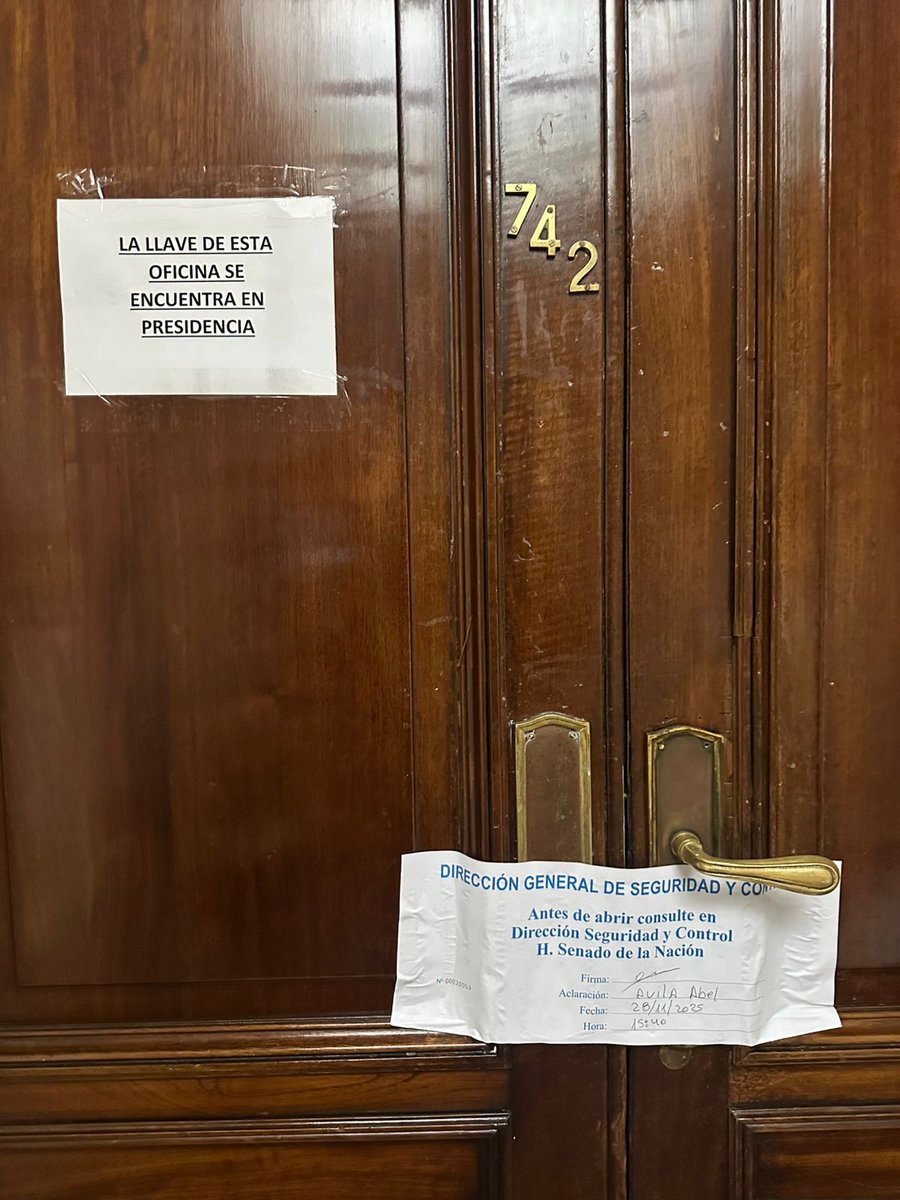 LA LLAVE DE ESTA
OFICINA SE
ENCUENTRA EN
PRESIDENCIA
742
DIRECCIÓN GENERAL DE SEGURIDAD Y
Antes de abrir consulte en
Dirección Seguridad y Control
H. Senado de la Nación
Firma:
Aclaración: AVILA Abel
Fecha: 28/11/2025
Hora: 15:40
Nº